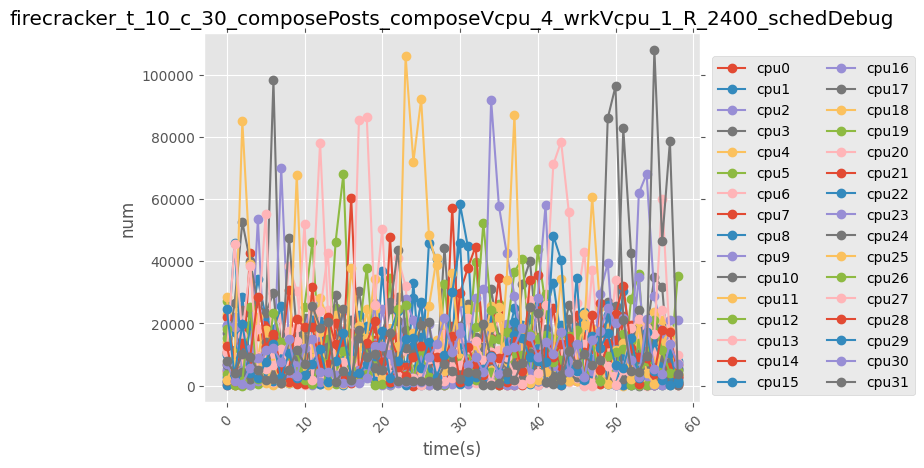 firecracker_t_10_c_30_composePosts_composeVcpu_4_wrkVcpu_1_R_2400_schedDebug
num
100000
80000
60000
40000
20000
0
0
10
20
30
40
50
60
time(s)
cpu0
cpu1
cpu2
cpu3
cpu4
cpu5
cpu6
cpu7
cpu8
cpu9
cpu10
cpu11
cpu12
cpu13
cpu14
cpu15
cpu16
cpu17
cpu18
cpu19
cpu20
cpu21
cpu22
cpu23
cpu24
cpu25
cpu26
cpu27
cpu28
cpu29
cpu30
cpu31